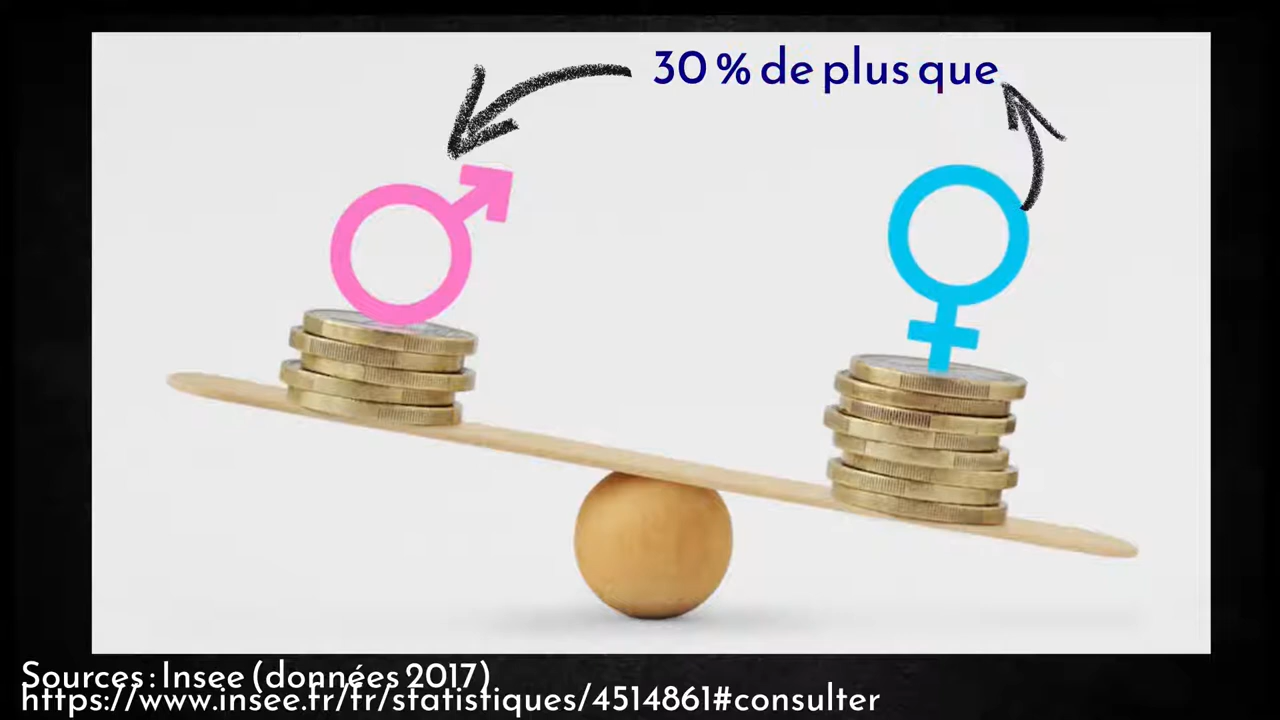 30 % de plus que
Sources : Insee (données 2017)
https://www.insee.fr/fr/statistiques/4514861#consulter